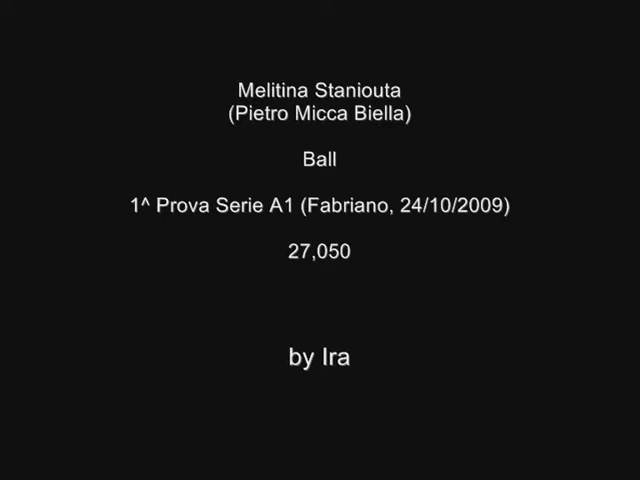 Melitina Staniouta
(Pietro Micca Biella)
Ball
1^ Prova Serie A1 (Fabriano, 24/10/2009)
27,050
by Ira